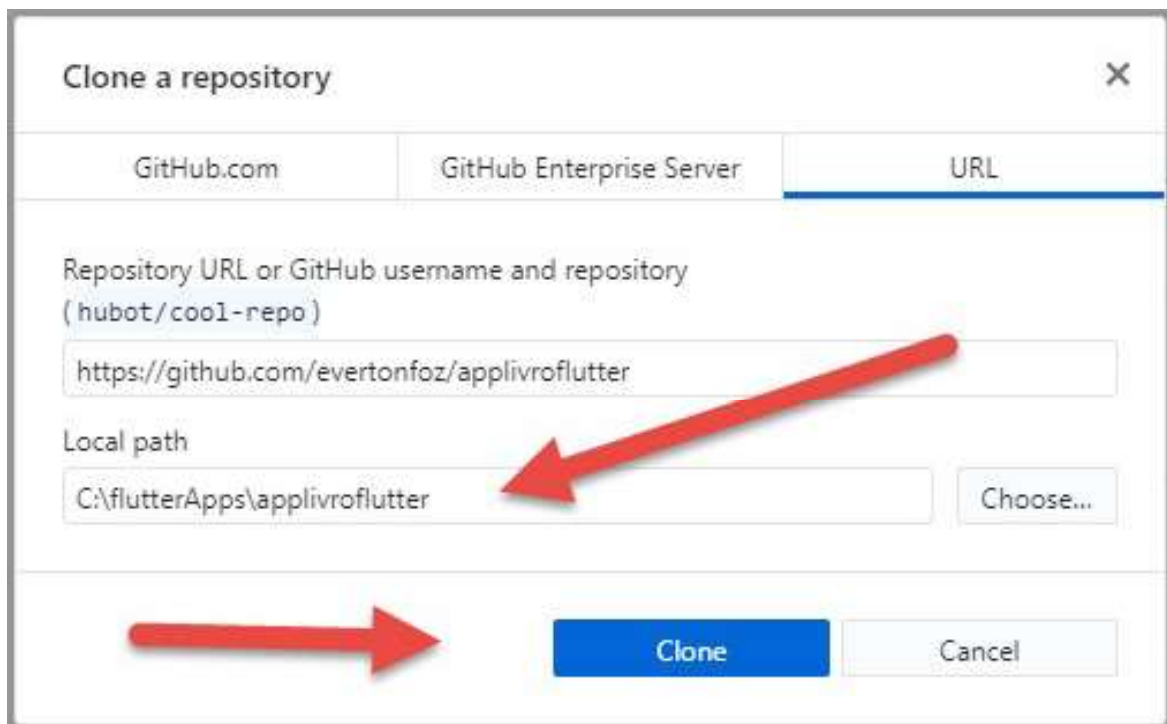 Clone a repository
GitHub.com
GitHub Enterprise Server
URL
Repository URL or GitHub username and repository
(hubot/cool-repo)
https://github.com/evertonfoz/applivroflutter
Local path
C:\flutterApps\applivroflutter
Choose...
Clone
Cancel